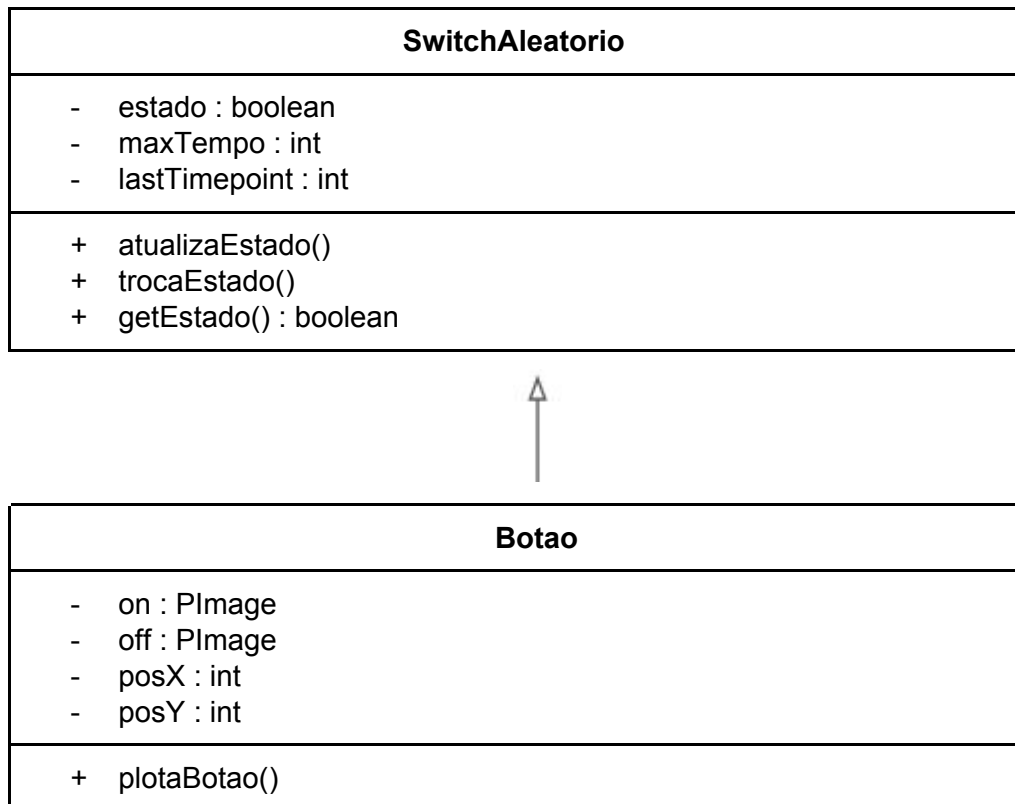 SwitchAleatorio
- estado : boolean
- maxTempo : int
- lastTimepoint : int
+ atualizaEstado()
+ trocaEstado()
+ getEstado() : boolean
Botao
- on : PImage
- off : PImage
- posX : int
- posY : int
+ plotaBotao()